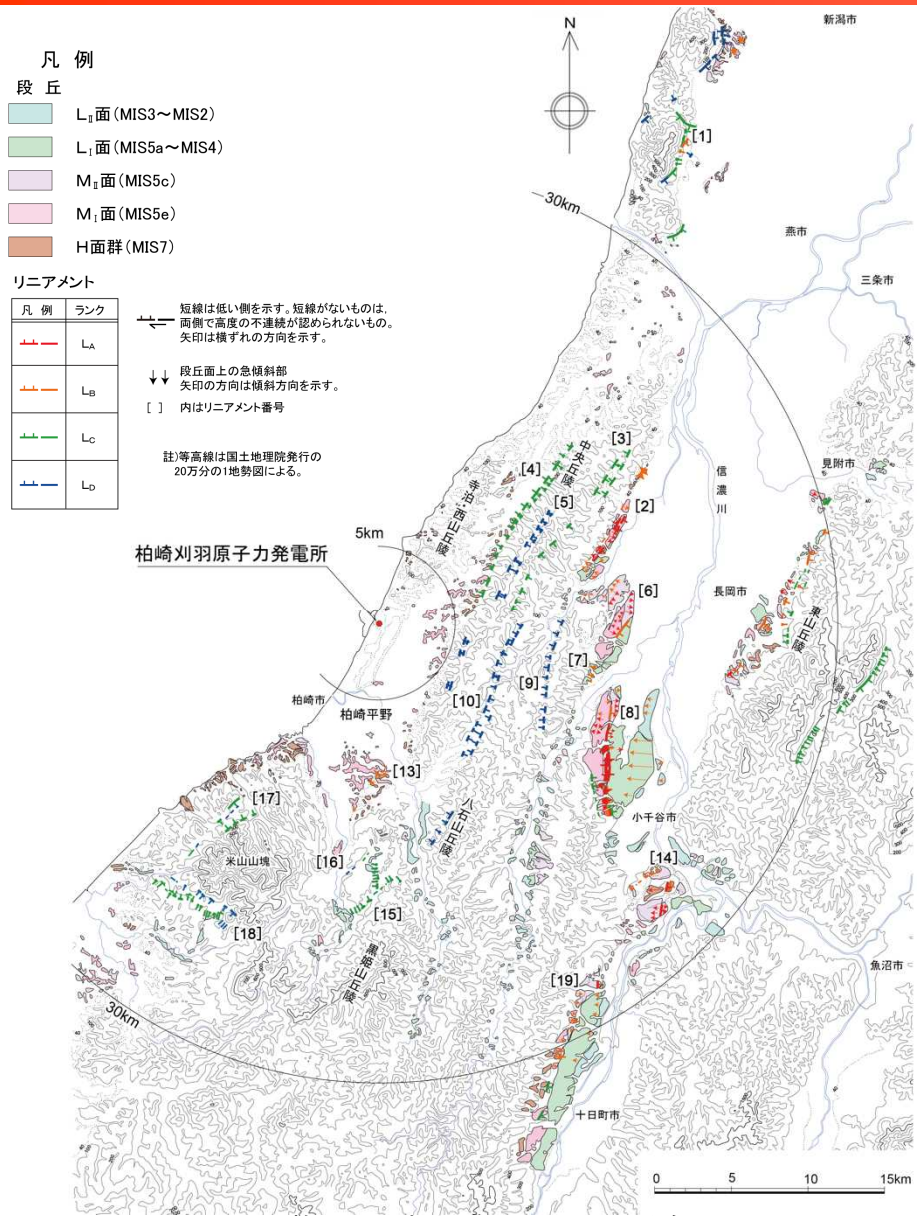 凡 例
段 丘
LⅡ面(MIS3～MIS2)
LⅠ面(MIS5a～MIS4)
MⅡ面(MIS5c)
MⅠ面(MIS5e)
H面群(MIS7)
リニアメント
凡 例 ランク
LA
LB
LC
LD
短線は低い側を示す。短線がないものは、
両側で高度の不連続が認められないもの。
矢印は横ずれの方向を示す。
段丘面上の急傾斜部
矢印の方向は傾斜方向を示す。
[ ] 内はリニアメント番号
註)等高線は国土地理院発行の
20万分の1地勢図による。
N
新潟市
[1]
30km
燕市
三条市
中央丘陵
[3]
[4]
寺泊・西山丘陵
[5]
[2]
信濃川
見附市
5km
柏崎刈羽原子力発電所
[6]
長岡市
東山丘陵
[7]
柏崎市
柏崎平野
[10]
[9]
[8]
[13]
[17]
八石山丘陵
小千谷市
米山山塊
[16]
[14]
[15]
[18]
黒姫山丘陵
魚沼市
[19]
30km
十日町市
0 5 10 15km